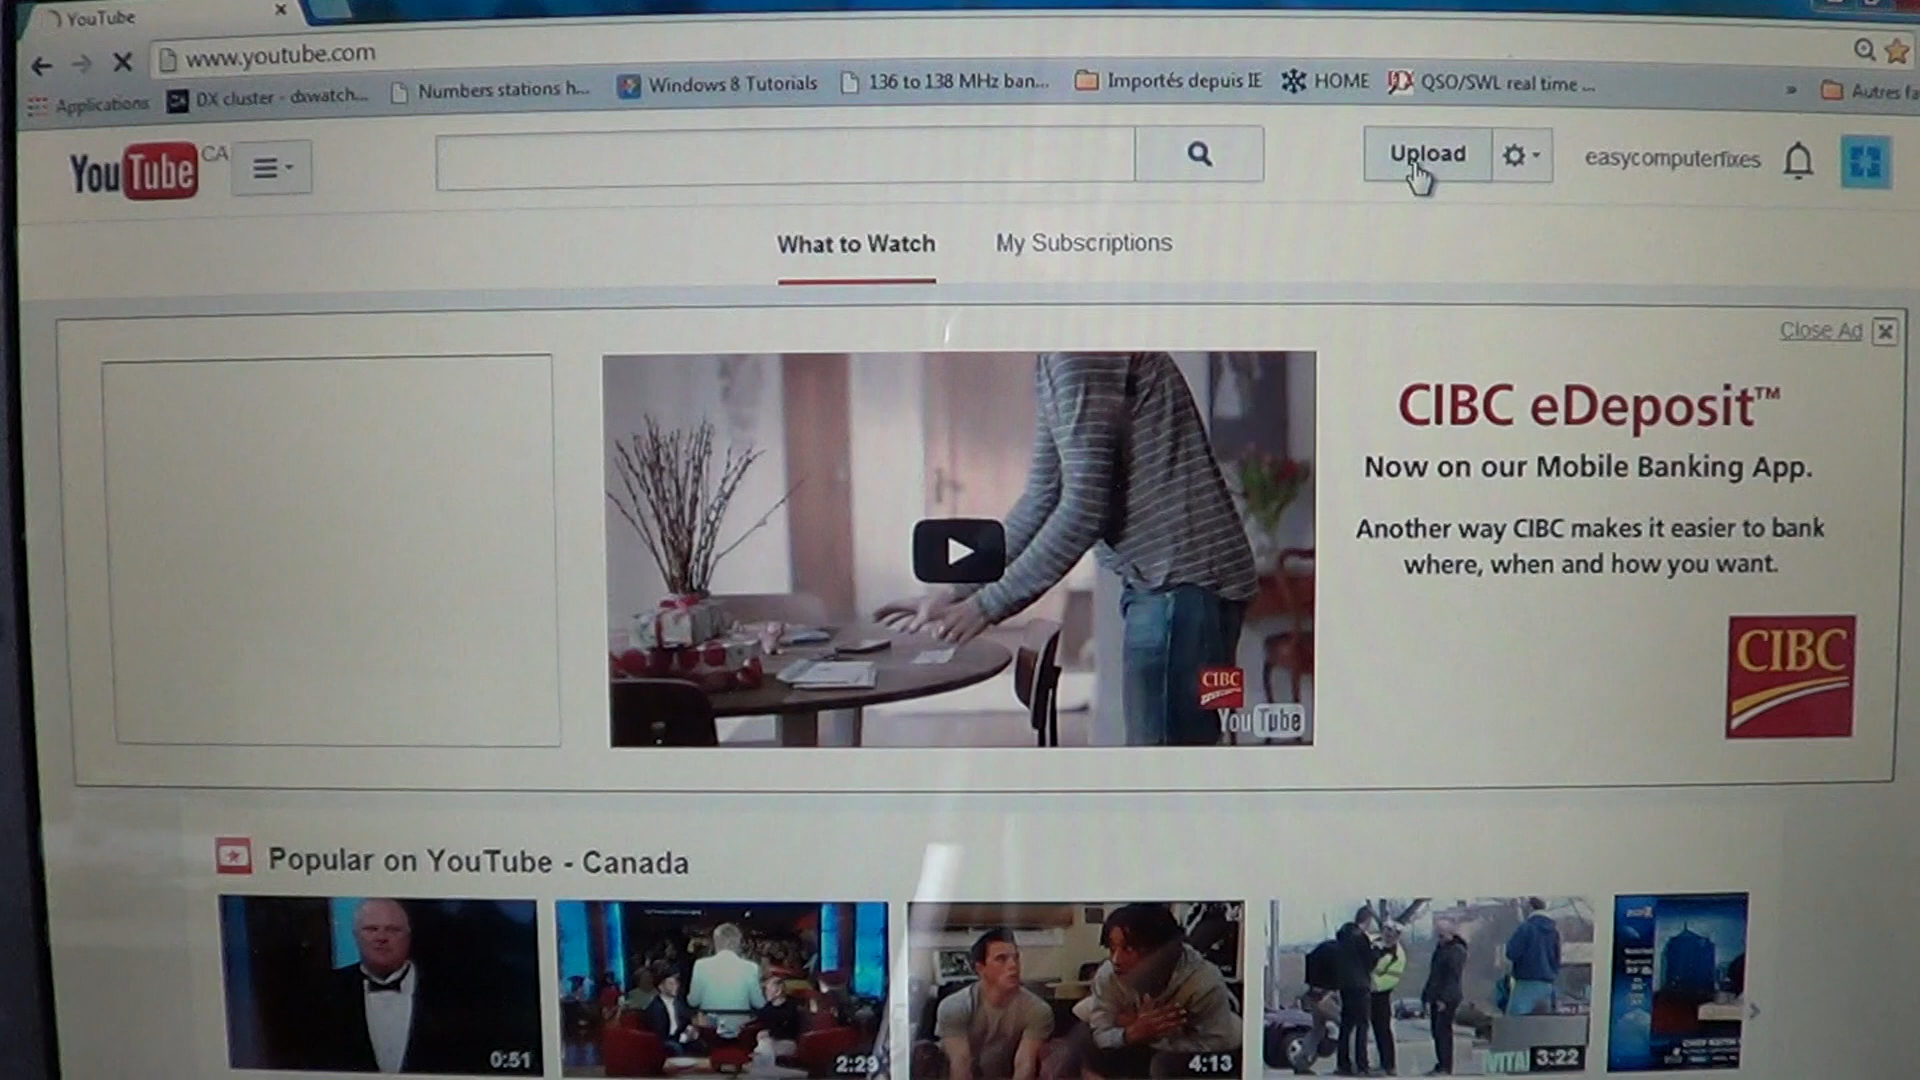 YouTube
www.youtube.com
Applications DX cluster - dxwatch... Numbers stations h... Windows 8 Tutorials 136 to 138 MHz ban... Importés depuis IE HOME QSO/SWL real time ... » Autres fa
YouTube CA Upload easycomputerfixes
What to Watch My Subscriptions
Close Ad
CIBC eDeposit™
Now on our Mobile Banking App.
Another way CIBC makes it easier to bank
where, when and how you want.
CIBC
CIBC
YouTube
Popular on YouTube - Canada
0:51 2:29 4:13 3:22